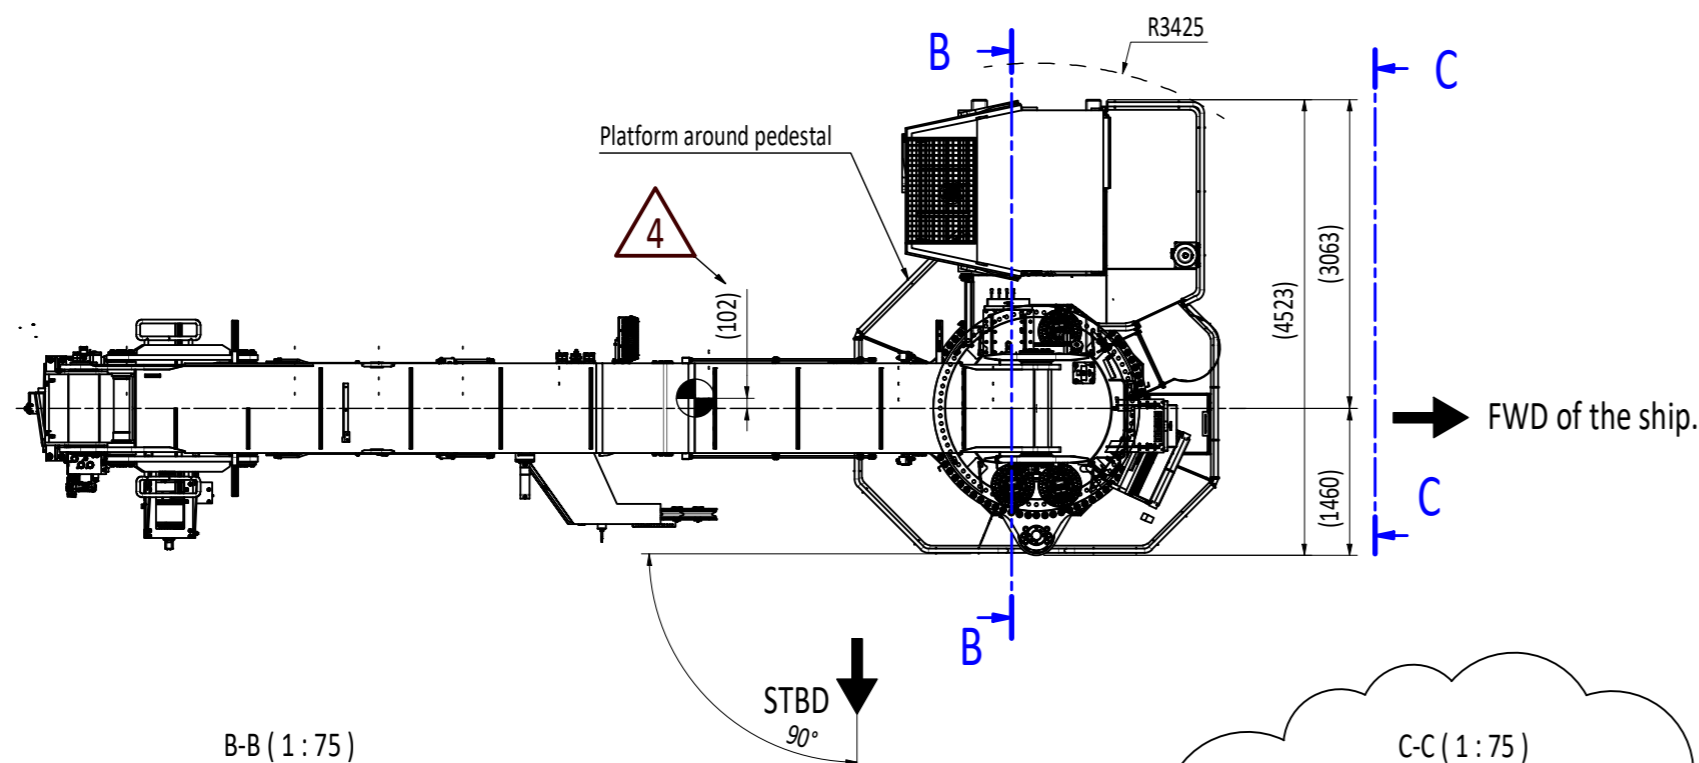 R3425
B
C
Platform around pedestal
4
(102)
(3063)
(4523)
(1460)
FWD of the ship.
C
B
STBD
90°
B-B ( 1 : 75 )
C-C ( 1 : 75 )